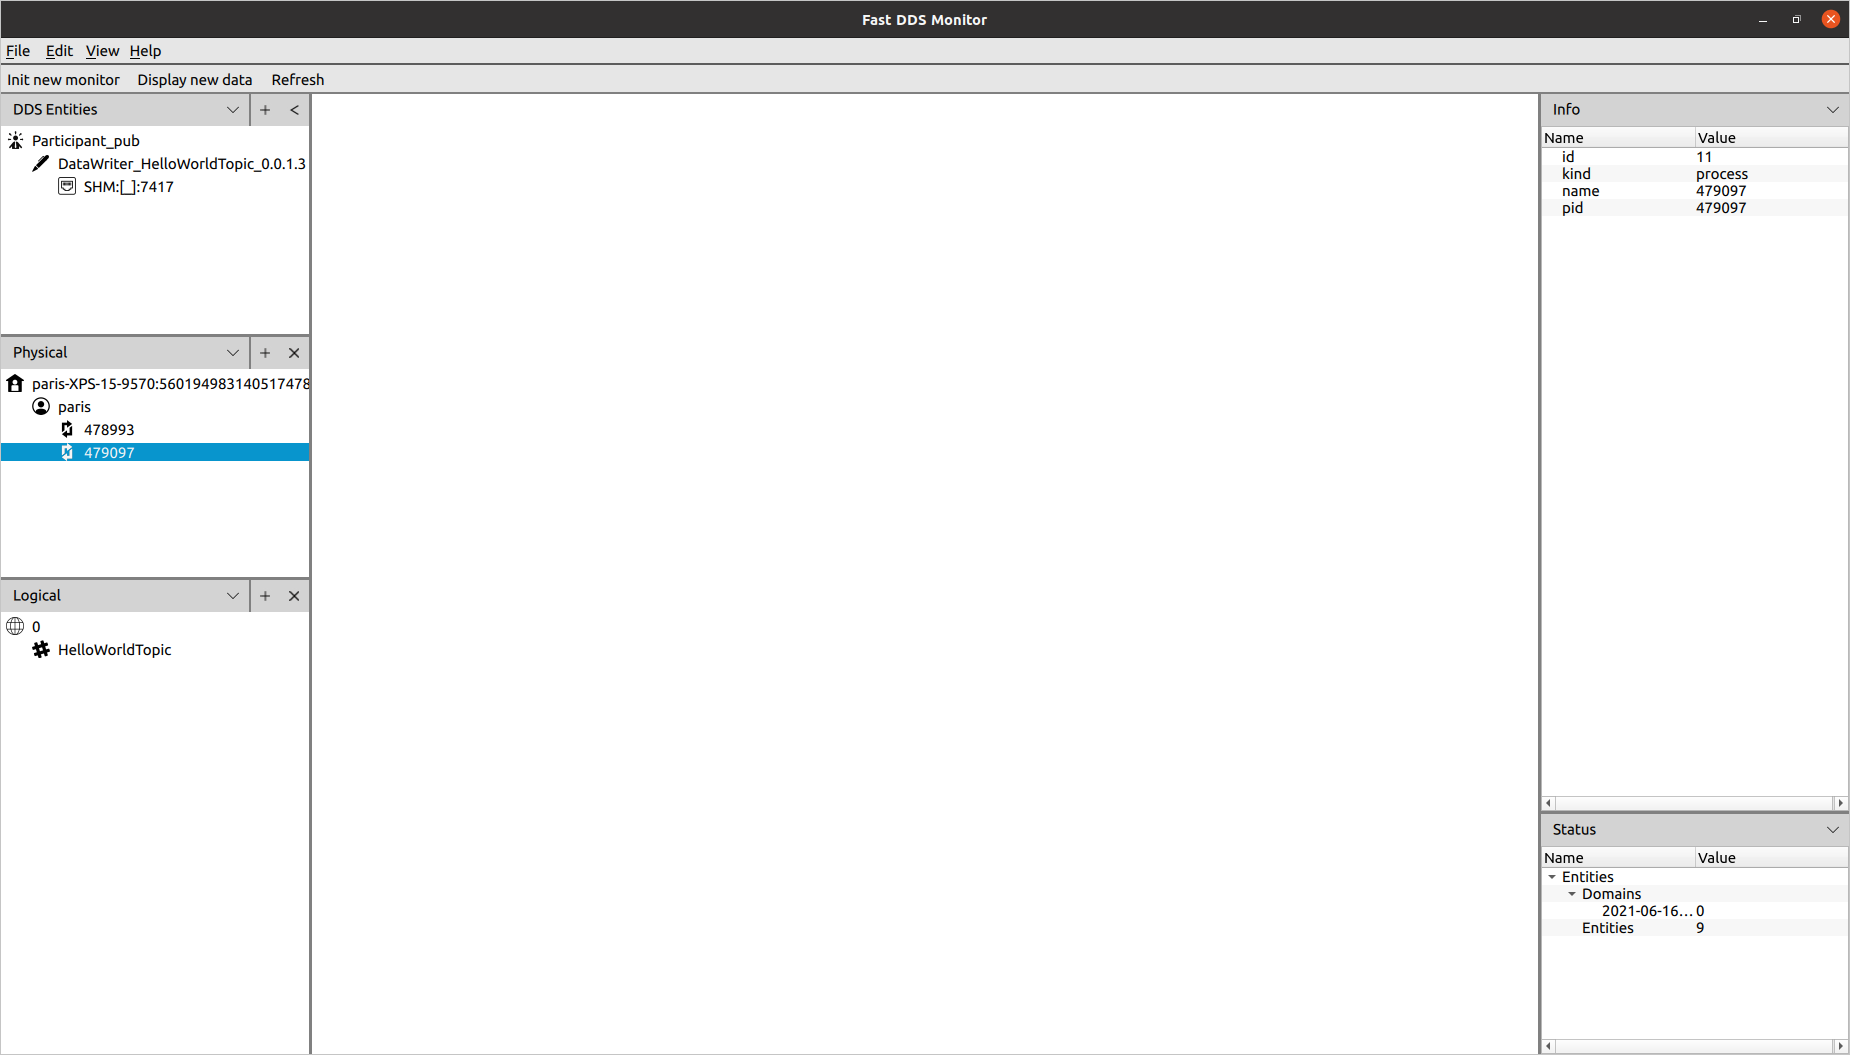 Fast DDS Monitor
File Edit View Help
Init new monitor Display new data Refresh
DDS Entities + <
Participant_pub
DataWriter_HelloWorldTopic_0.0.1.3
SHM:[_]:7417
Physical + ×
paris-XPS-15-9570:560194983140517478
paris
478993
479097
Logical + ×
0
HelloWorldTopic
Info
Name Value
id 11
kind process
name 479097
pid 479097
Status
Name Value
Entities
Domains
2021-06-16... 0
Entities 9